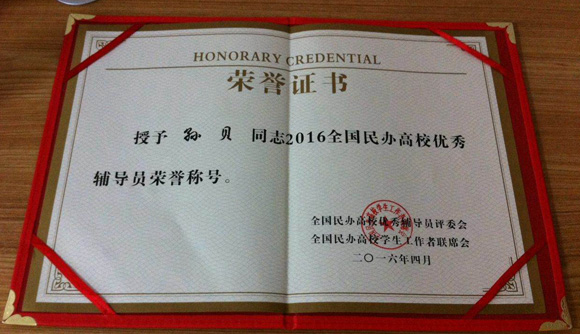 HONORARY CREDENTIAL
荣誉证书
授予 孙贝 同志2016全国民办高校优秀
辅导员荣誉称号。
全国民办高校优秀辅导员评委会
全国民办高校学生工作者联席会
二〇一六年四月